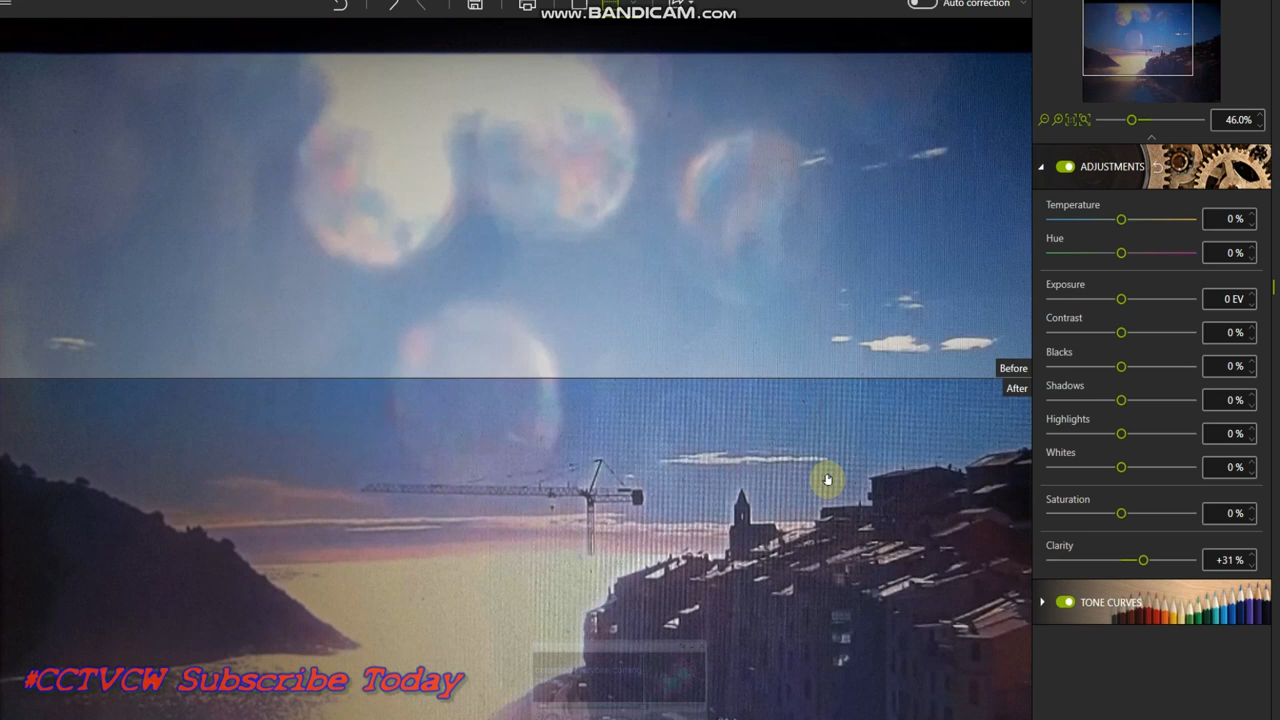 Auto correction
www.BANDICAM.com
46.0%
ADJUSTMENTS
Temperature
0 %
Hue
0 %
Exposure
0 EV
Contrast
0 %
Blacks
0 %
Shadows
0 %
Highlights
0 %
Whites
0 %
Saturation
0 %
Clarity
+31 %
TONE CURVES
Before
After
#CCTVCW Subscribe Today